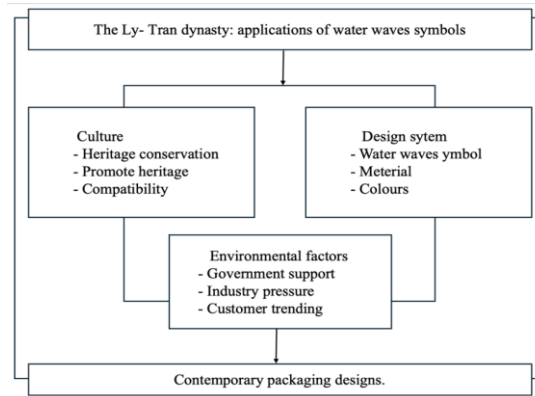 The Ly- Tran dynasty: applications of water waves symbols
Culture
- Heritage conservation
- Promote heritage
- Compatibility
Design sytem
- Water waves ymbol
- Meterial
- Colours
Environmental factors
- Government support
- Industry pressure
- Customer trending
Contemporary packaging designs.